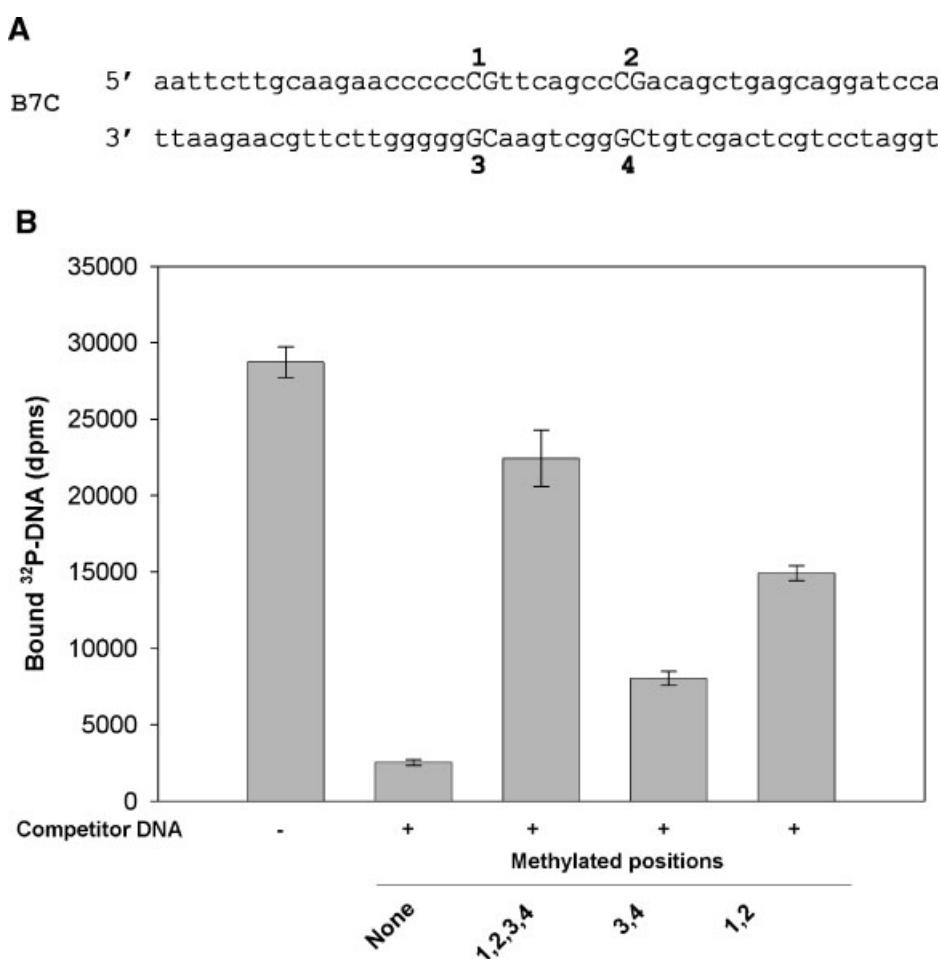 A
1 2
5' aattcttgcaagaacccccCGttcagccCGacagctgagcaggatcca
B7C
3' ttaagaacgttcttgggggGCaagtcggGCtgtcgactcgtcctaggt
3 4
B
35000
30000
25000
20000
15000
10000
5000
0
Bound ³²P-DNA (dpms)
Competitor DNA - + + + +
Methylated positions
None 1,2,3,4 3,4 1,2